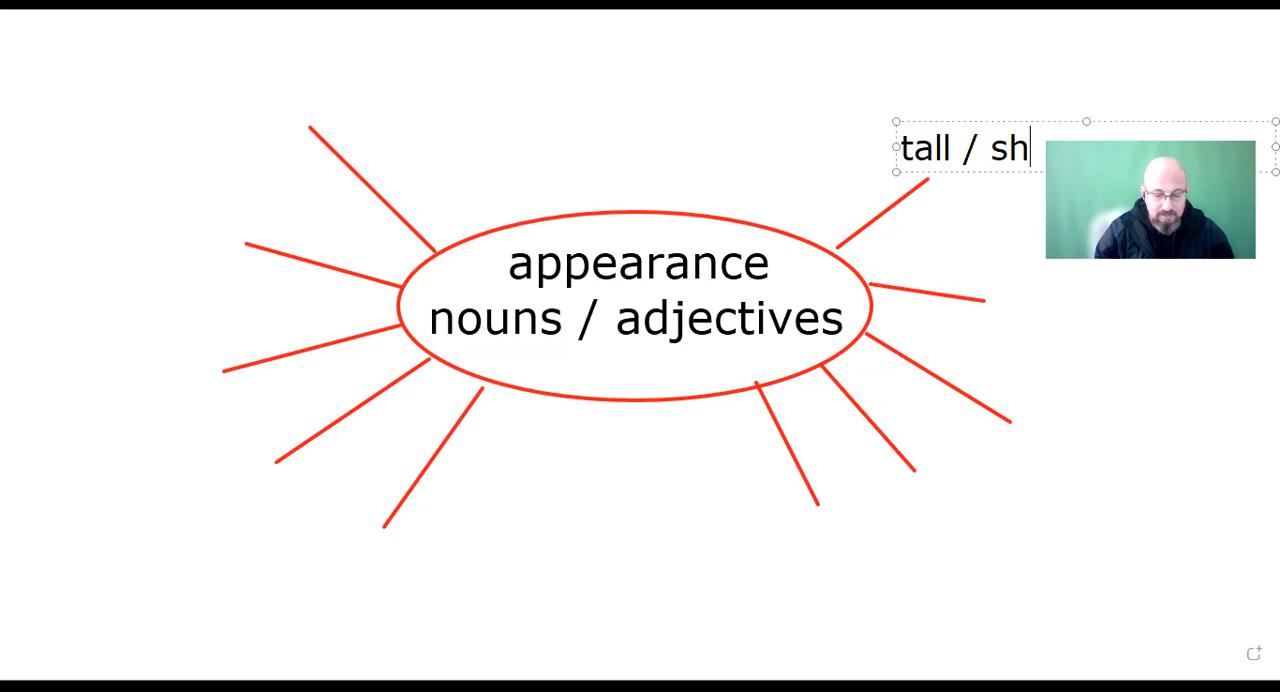 tall / sh
appearance
nouns / adjectives